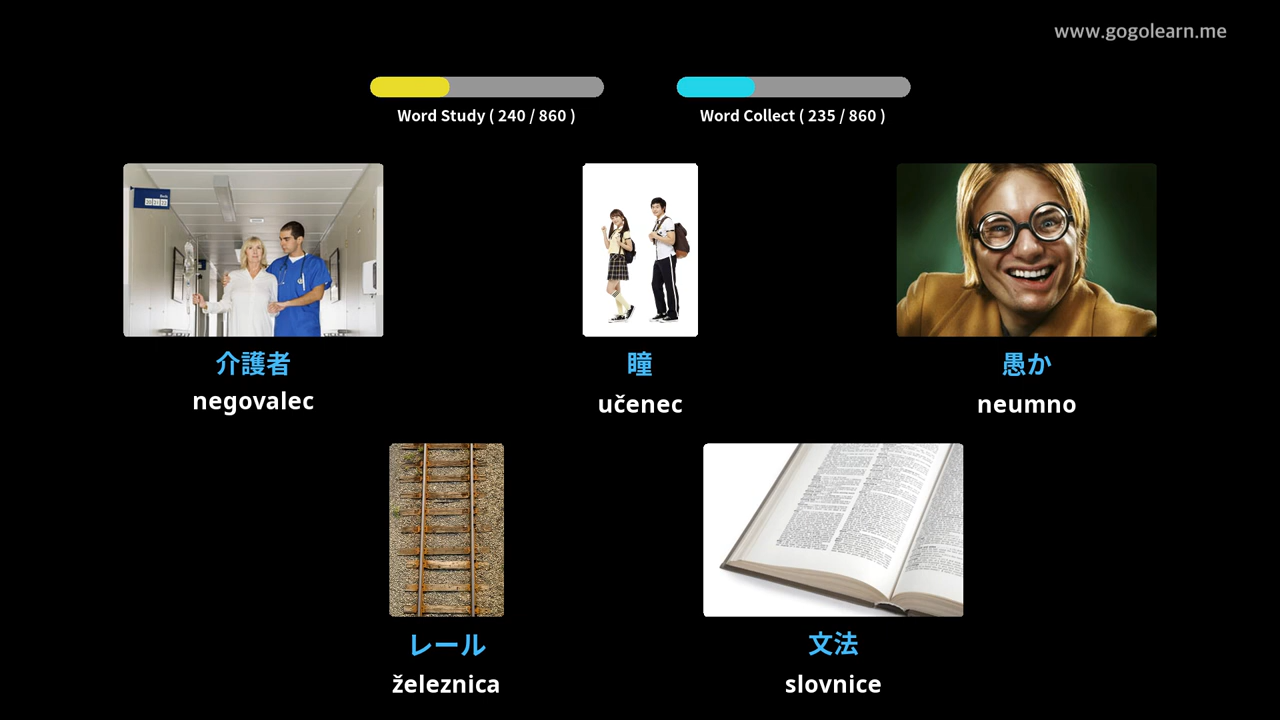 www.gogolearn.me
Word Study ( 240 / 860 )
Word Collect ( 235 / 860 )
介護者
negovalec
瞳
učenec
愚か
neumno
レール
železnica
文法
slovnice